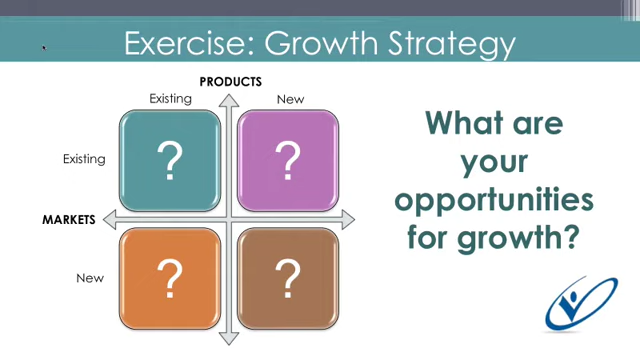 Exercise: Growth Strategy
PRODUCTS
Existing
New
Existing
?
?
MARKETS
New
?
?
What are
your
opportunities
for growth?